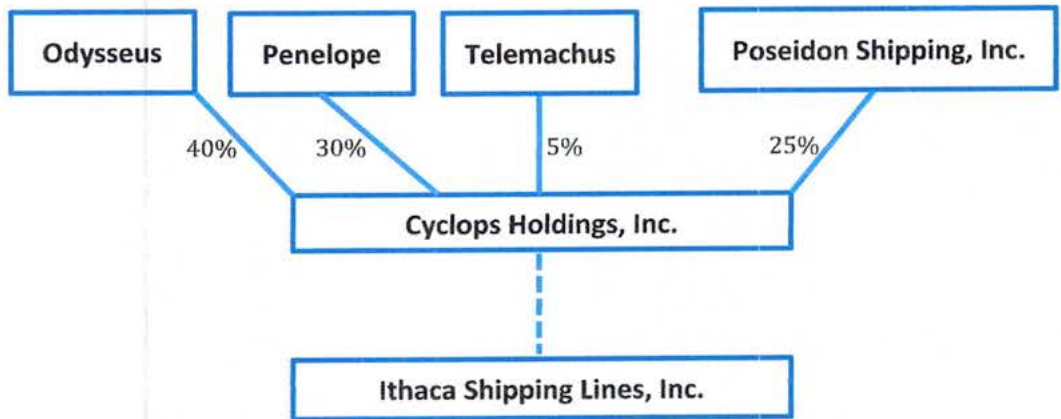 Odysseus
Penelope
Telemachus
Poseidon Shipping, Inc.
40%
30%
5%
25%
Cyclops Holdings, Inc.
Ithaca Shipping Lines, Inc.